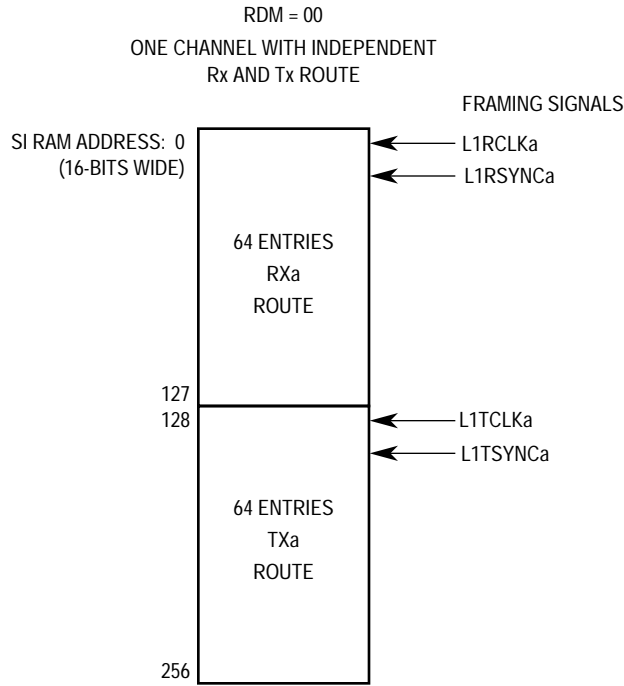 RDM = 00
ONE CHANNEL WITH INDEPENDENT
Rx AND Tx ROUTE
FRAMING SIGNALS
SI RAM ADDRESS: 0
(16-BITS WIDE)
L1RCLKa
L1RSYNCa
64 ENTRIES
RXa
ROUTE
127
128
L1TCLKa
L1TSYNCa
64 ENTRIES
TXa
ROUTE
256